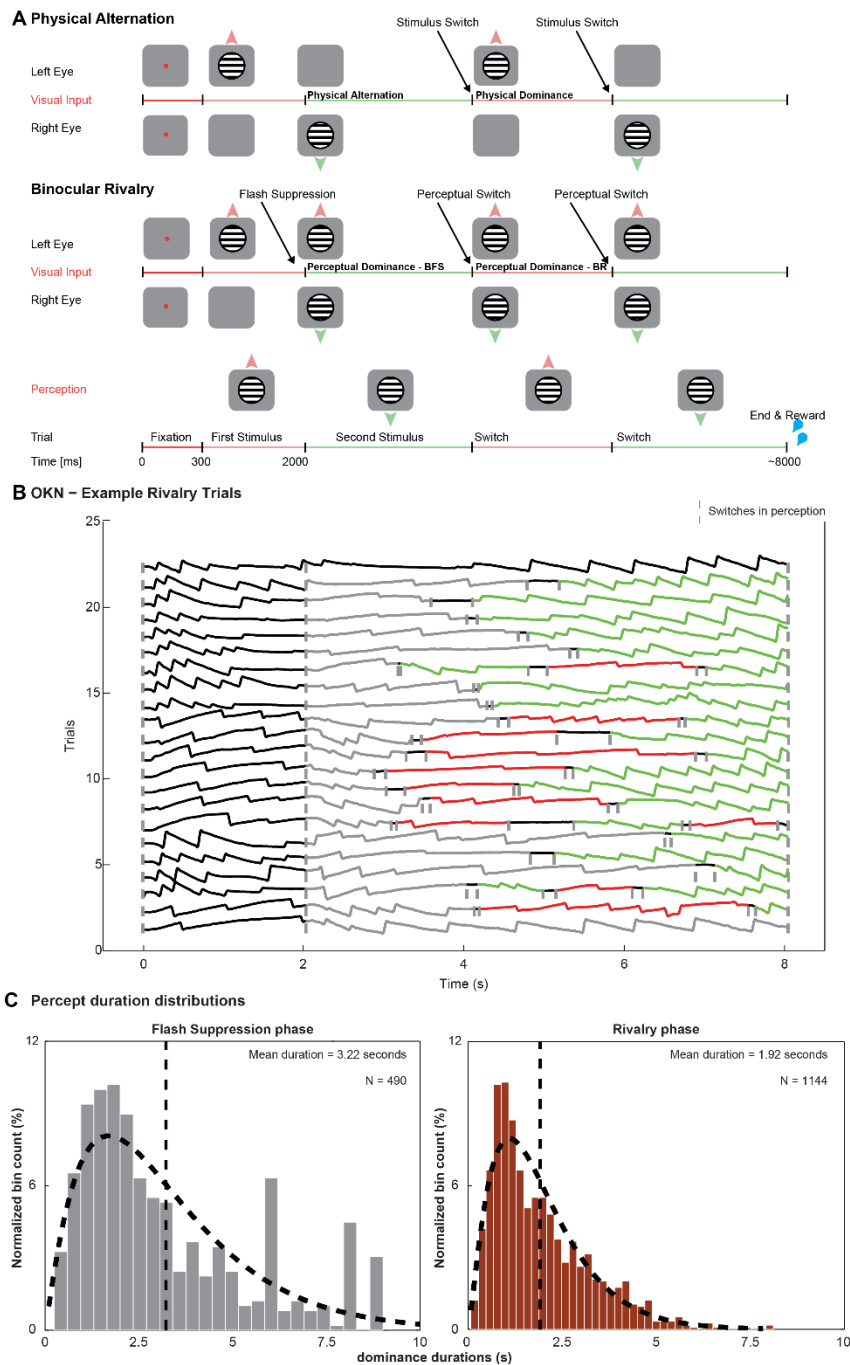 A Physical Alternation
Stimulus Switch
Stimulus Switch
Left Eye
Visual Input
Physical Alternation
Physical Dominance
Right Eye
Binocular Rivalry
Flash Suppression
Perceptual Switch
Perceptual Switch
Left Eye
Visual Input
Perceptual Dominance - BFS
Perceptual Dominance - BR
Right Eye
Perception
End & Reward
Trial
Fixation
First Stimulus
Second Stimulus
Switch
Switch
Time [ms]
0
300
2000
~8000
B OKN – Example Rivalry Trials
Switches in perception
25
20
15
10
5
0
Trials
0
2
4
6
8
Time (s)
C Percept duration distributions
Flash Suppression phase
Mean duration = 3.22 seconds
N = 490
12
6
0
Normalized bin count (%)
0
2.5
5
7.5
10
Rivalry phase
Mean duration = 1.92 seconds
N = 1144
12
6
0
Normalized bin count (%)
0
2.5
5
7.5
10
dominance durations (s)